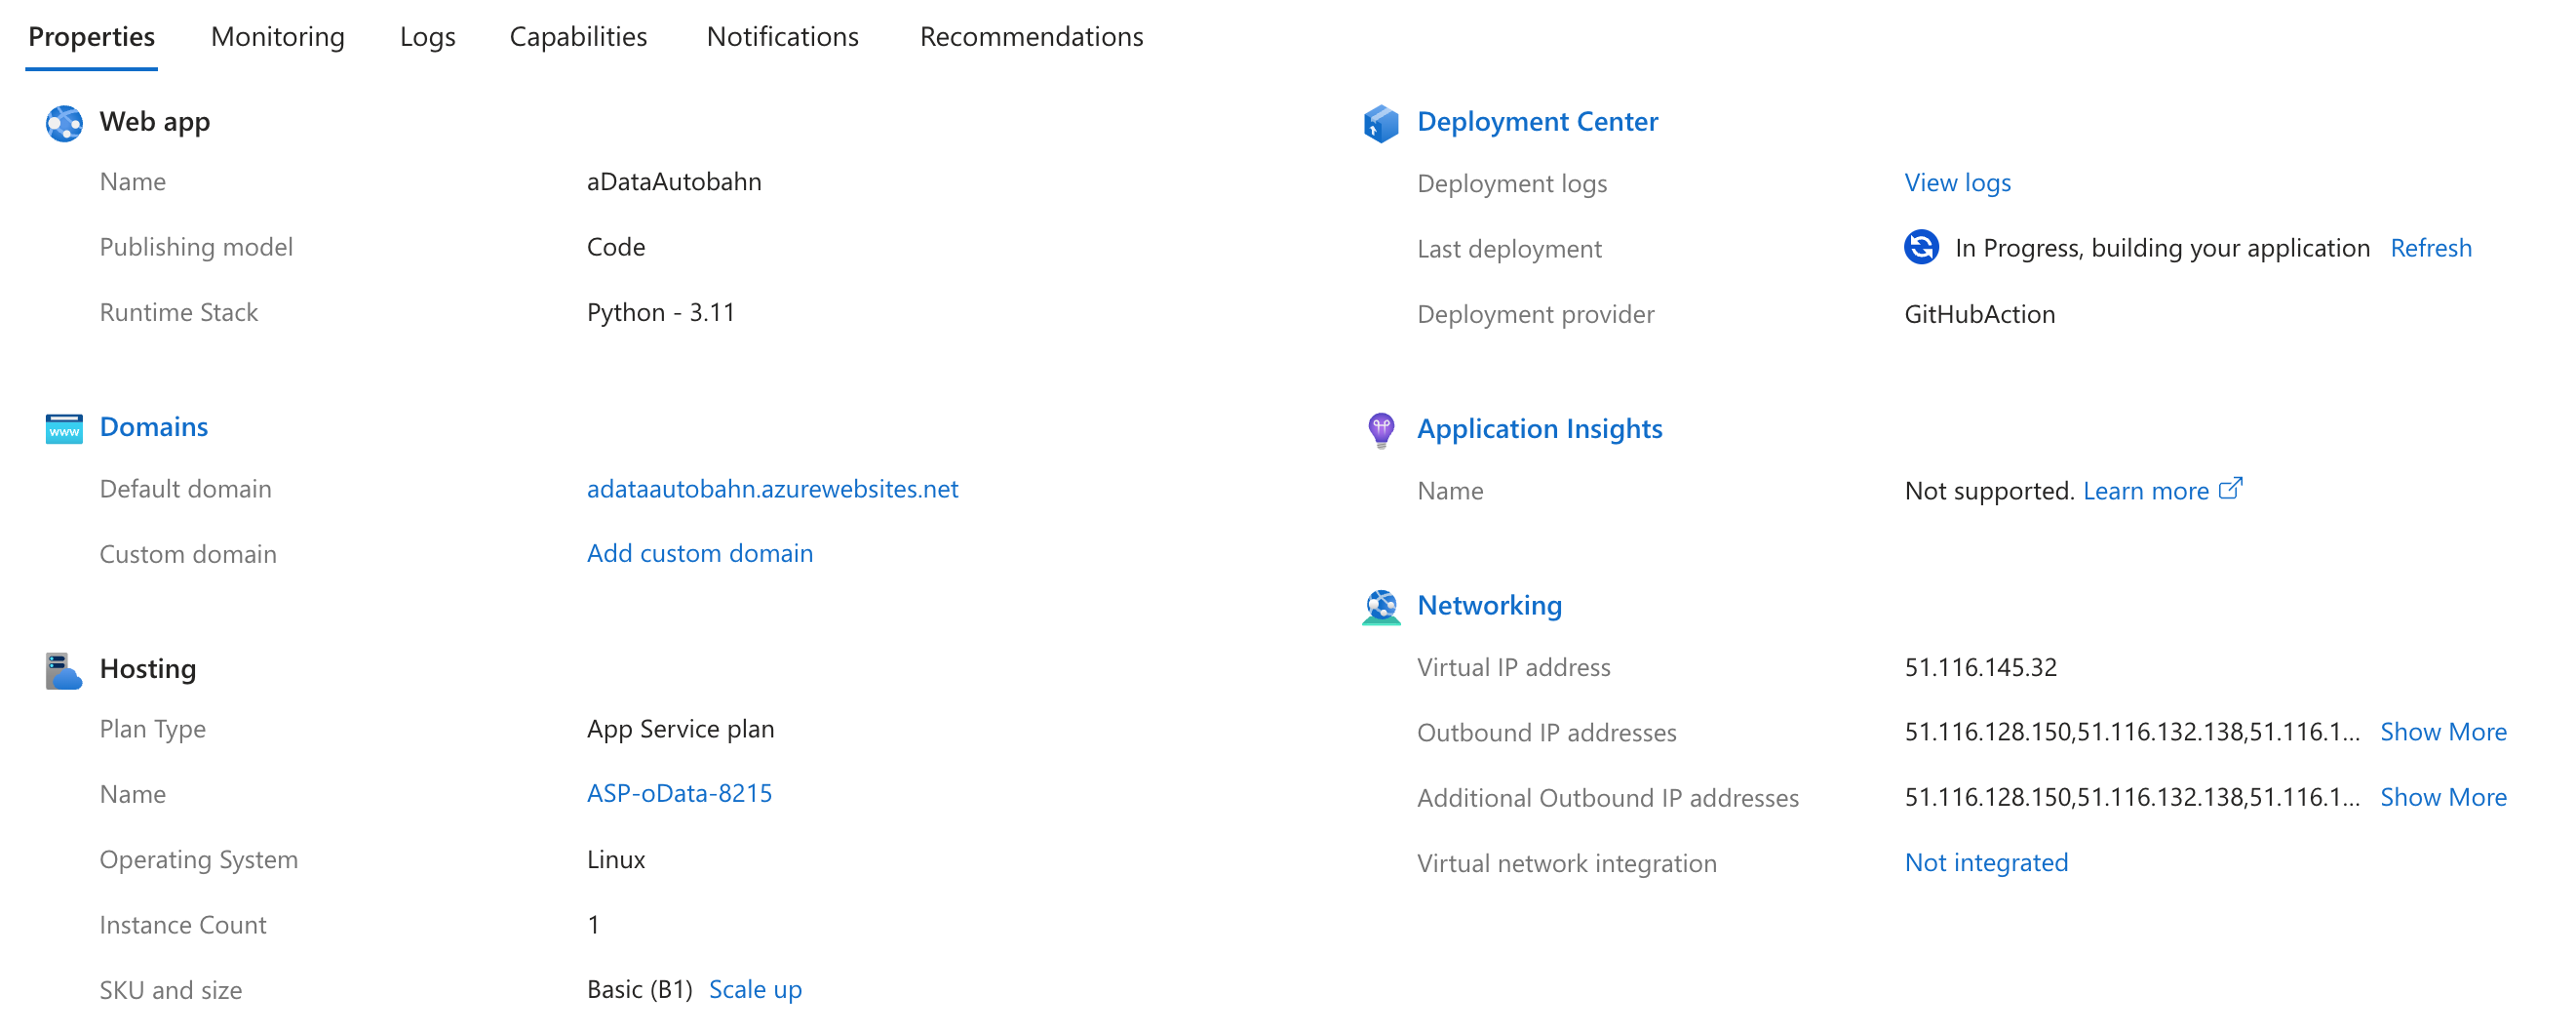 Properties Monitoring Logs Capabilities Notifications Recommendations
Web app
Name aDataAutobahn
Publishing model Code
Runtime Stack Python - 3.11
www Domains
Default domain adataautobahn.azurewebsites.net
Custom domain Add custom domain
Hosting
Plan Type App Service plan
Name ASP-oData-8215
Operating System Linux
Instance Count 1
SKU and size Basic (B1) Scale up
Deployment Center
Deployment logs View logs
Last deployment In Progress, building your application Refresh
Deployment provider GitHubAction
Application Insights
Name Not supported. Learn more
Networking
Virtual IP address 51.116.145.32
Outbound IP addresses 51.116.128.150,51.116.132.138,51.116.1... Show More
Additional Outbound IP addresses 51.116.128.150,51.116.132.138,51.116.1... Show More
Virtual network integration Not integrated